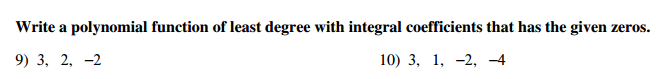 Write a polynomial function of least degree with integral coefficients that has the given zeros.
9) 3, 2, −2
10) 3, 1, −2, −4